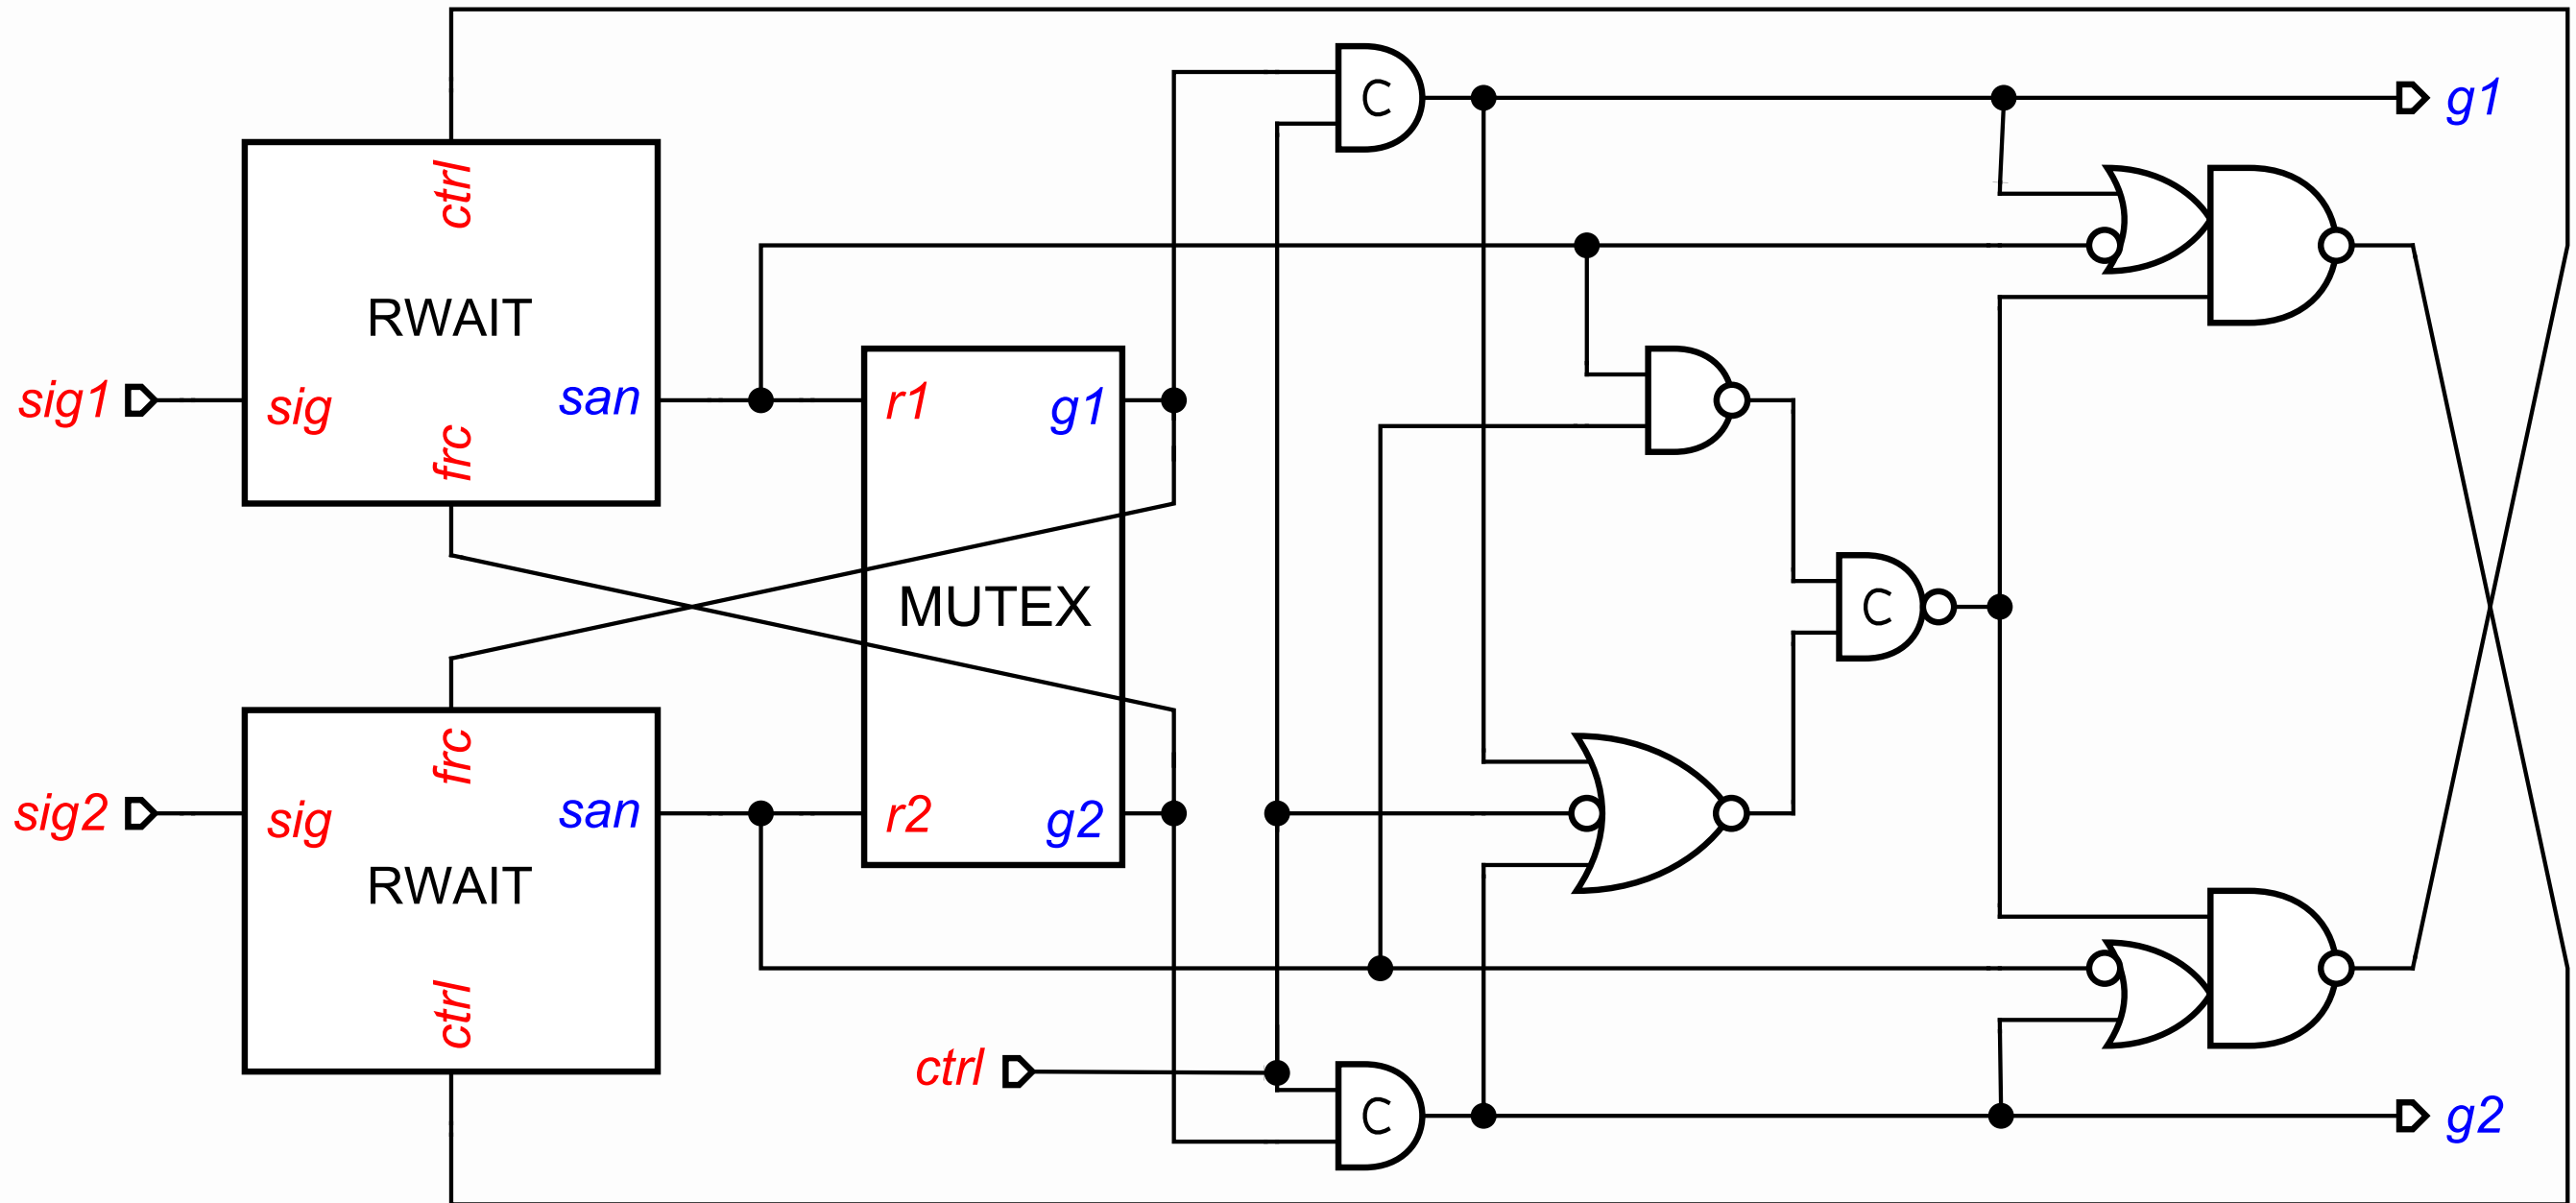 C
g1
ctrl
RWAIT
sig1
sig
san
frc
r1
g1
MUTEX
C
frc
sig2
sig
san
r2
g2
RWAIT
ctrl
ctrl
C
g2